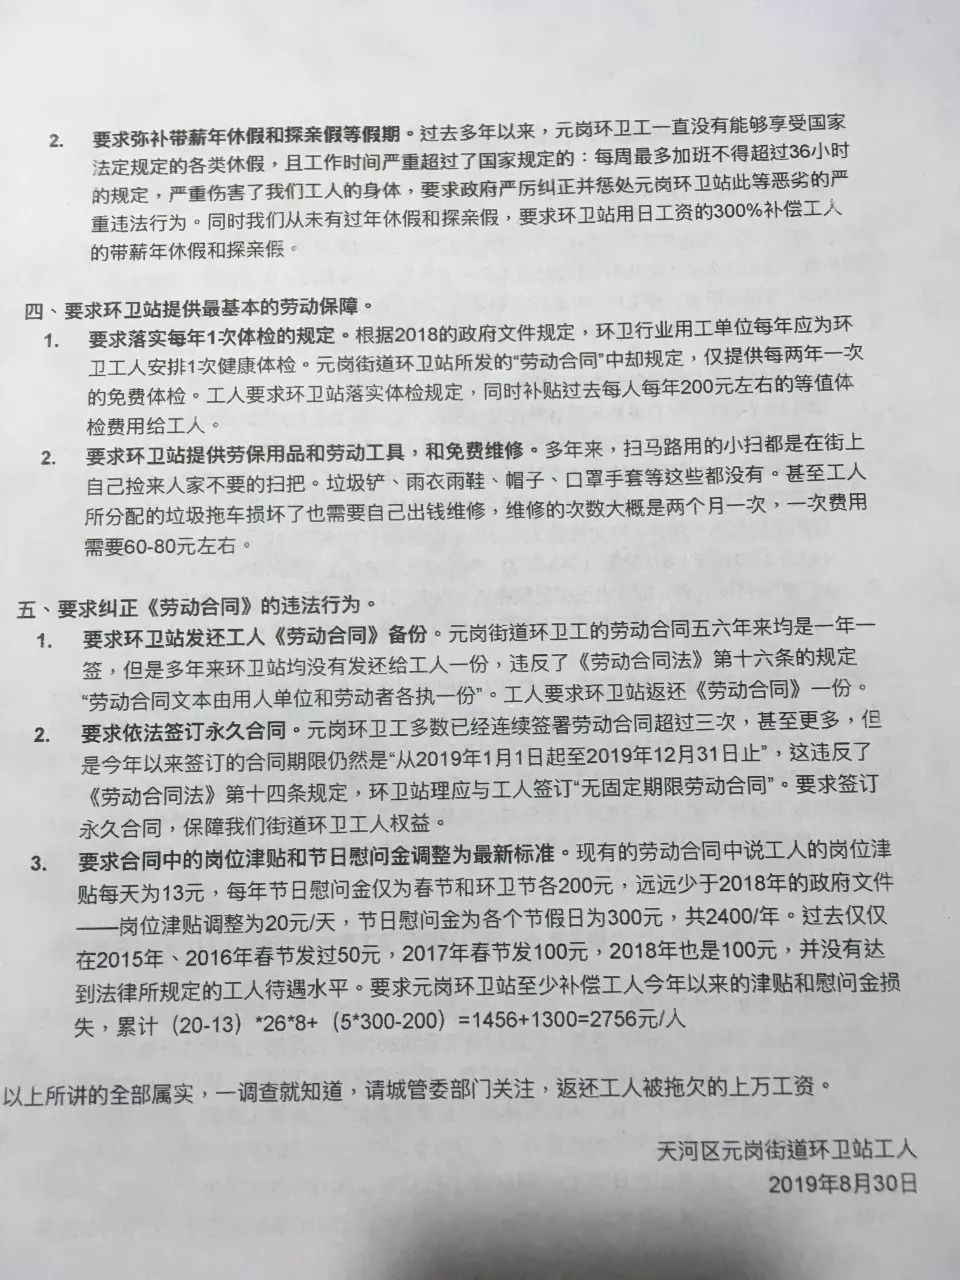 2. 要求弥补带薪年休假和探亲假等假期。过去多年以来，元岗环卫工一直没有能够享受国家
法定规定的各类休假，且工作时间严重超过了国家规定的：每周最多加班不得超过36小时
的规定，严重伤害了我们工人的身体，要求政府严厉纠正并惩处元岗环卫站此等恶劣的严
重违法行为。同时我们从未有过年休假和探亲假，要求环卫站用日工资的300%补偿工人
的带薪年休假和探亲假。
四、要求环卫站提供最基本的劳动保障。
1. 要求落实每年1次体检的规定。根据2018的政府文件规定，环卫行业用工单位每年应为环
卫工人安排1次健康体检。元岗街道环卫站所发的“劳动合同”中却规定，仅提供每两年一次
的免费体检。工人要求环卫站落实体检规定，同时补贴过去每人每年200元左右的等值体
检费用给工人。
2. 要求环卫站提供劳保用品和劳动工具，和免费维修。多年来，扫马路用的小扫都是在街上
自己捡来人家不要的扫把。垃圾铲、雨衣雨鞋、帽子、口罩手套等这些都没有。甚至工人
所分配的垃圾拖车损坏了也需要自己出钱维修，维修的次数大概是两个月一次，一次费用
需要60-80元左右。
五、要求纠正《劳动合同》的违法行为。
1. 要求环卫站发还工人《劳动合同》备份。元岗街道环卫工的劳动合同五六年来均是一年一
签，但是多年来环卫站均没有发还给工人一份，违反了《劳动合同法》第十六条的规定
“劳动合同文本由用人单位和劳动者各执一份”。工人要求环卫站返还《劳动合同》一份。
2. 要求依法签订永久合同。元岗环卫工多数已经连续签署劳动合同超过三次，甚至更多，但
是今年以来签订的合同期限仍然是“从2019年1月1日起至2019年12月31日止”，这违反了
《劳动合同法》第十四条规定，环卫站理应与工人签订“无固定期限劳动合同”。要求签订
永久合同，保障我们街道环卫工人权益。
3. 要求合同中的岗位津贴和节日慰问金调整为最新标准。现有的劳动合同中说工人的岗位津
贴每天为13元，每年节日慰问金仅为春节和环卫节各200元，远远少于2018年的政府文件
——岗位津贴调整为20元/天，节日慰问金为各个节假日为300元，共2400/年。过去仅仅
在2015年、2016年春节发过50元，2017年春节发100元，2018年也是100元，并没有达
到法律所规定的工人待遇水平。要求元岗环卫站至少补偿工人今年以来的津贴和慰问金损
失，累计（20-13）*26*8+（5*300-200）=1456+1300=2756元/人
以上所讲的全部属实，一调查就知道，请城管委部门关注，返还工人被拖欠的上万工资。
天河区元岗街道环卫站工人
2019年8月30日